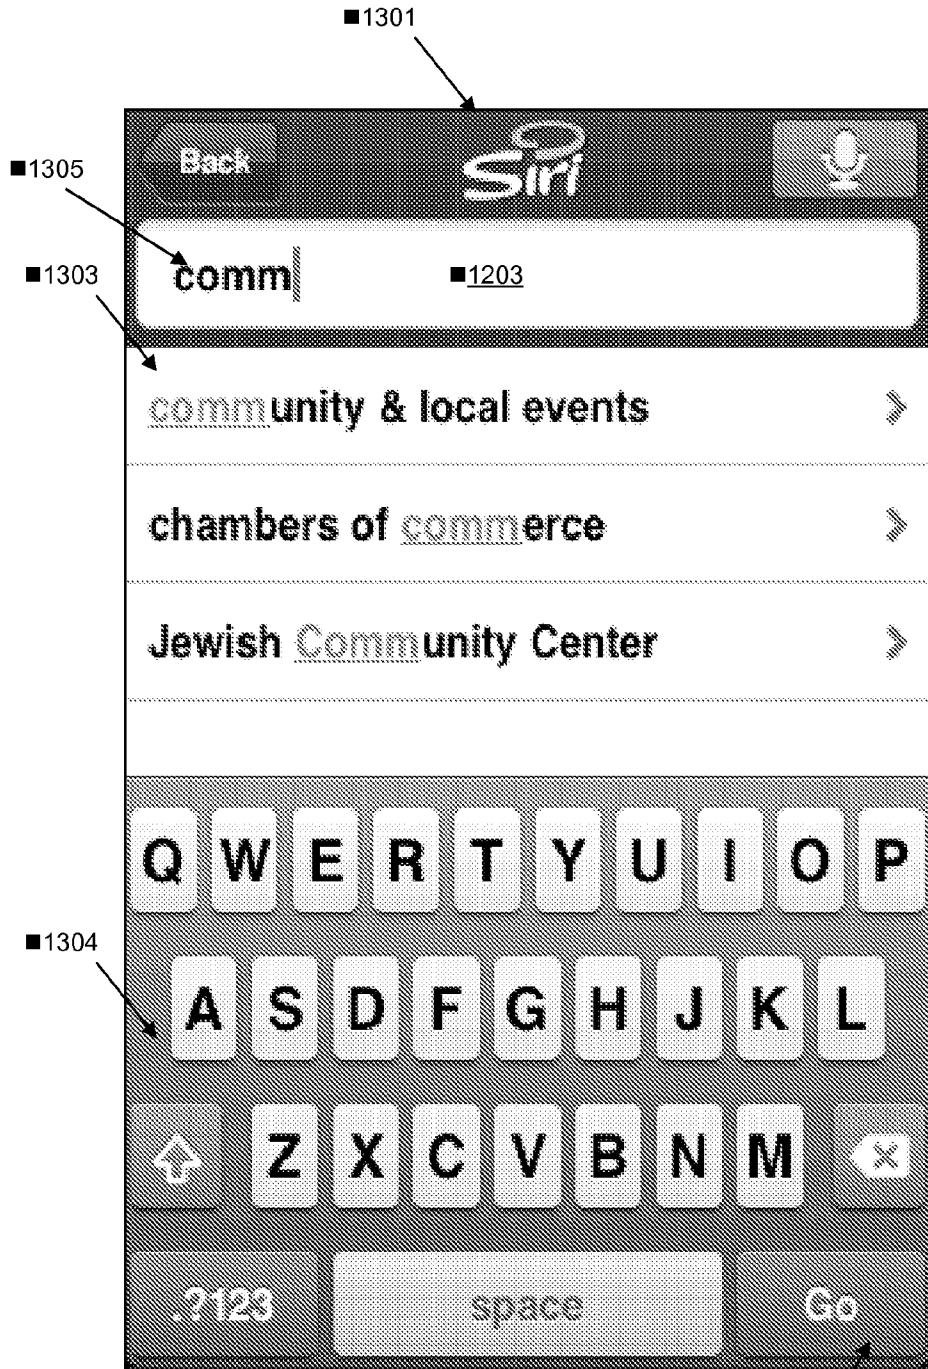 ■1301
Back Siri
■1305
comm ■1203
■1303
community & local events
chambers of commerce
Jewish Community Center
Q W E R T Y U I O P
■1304
A S D F G H J K L
Z X C V B N M
.?123 space Go